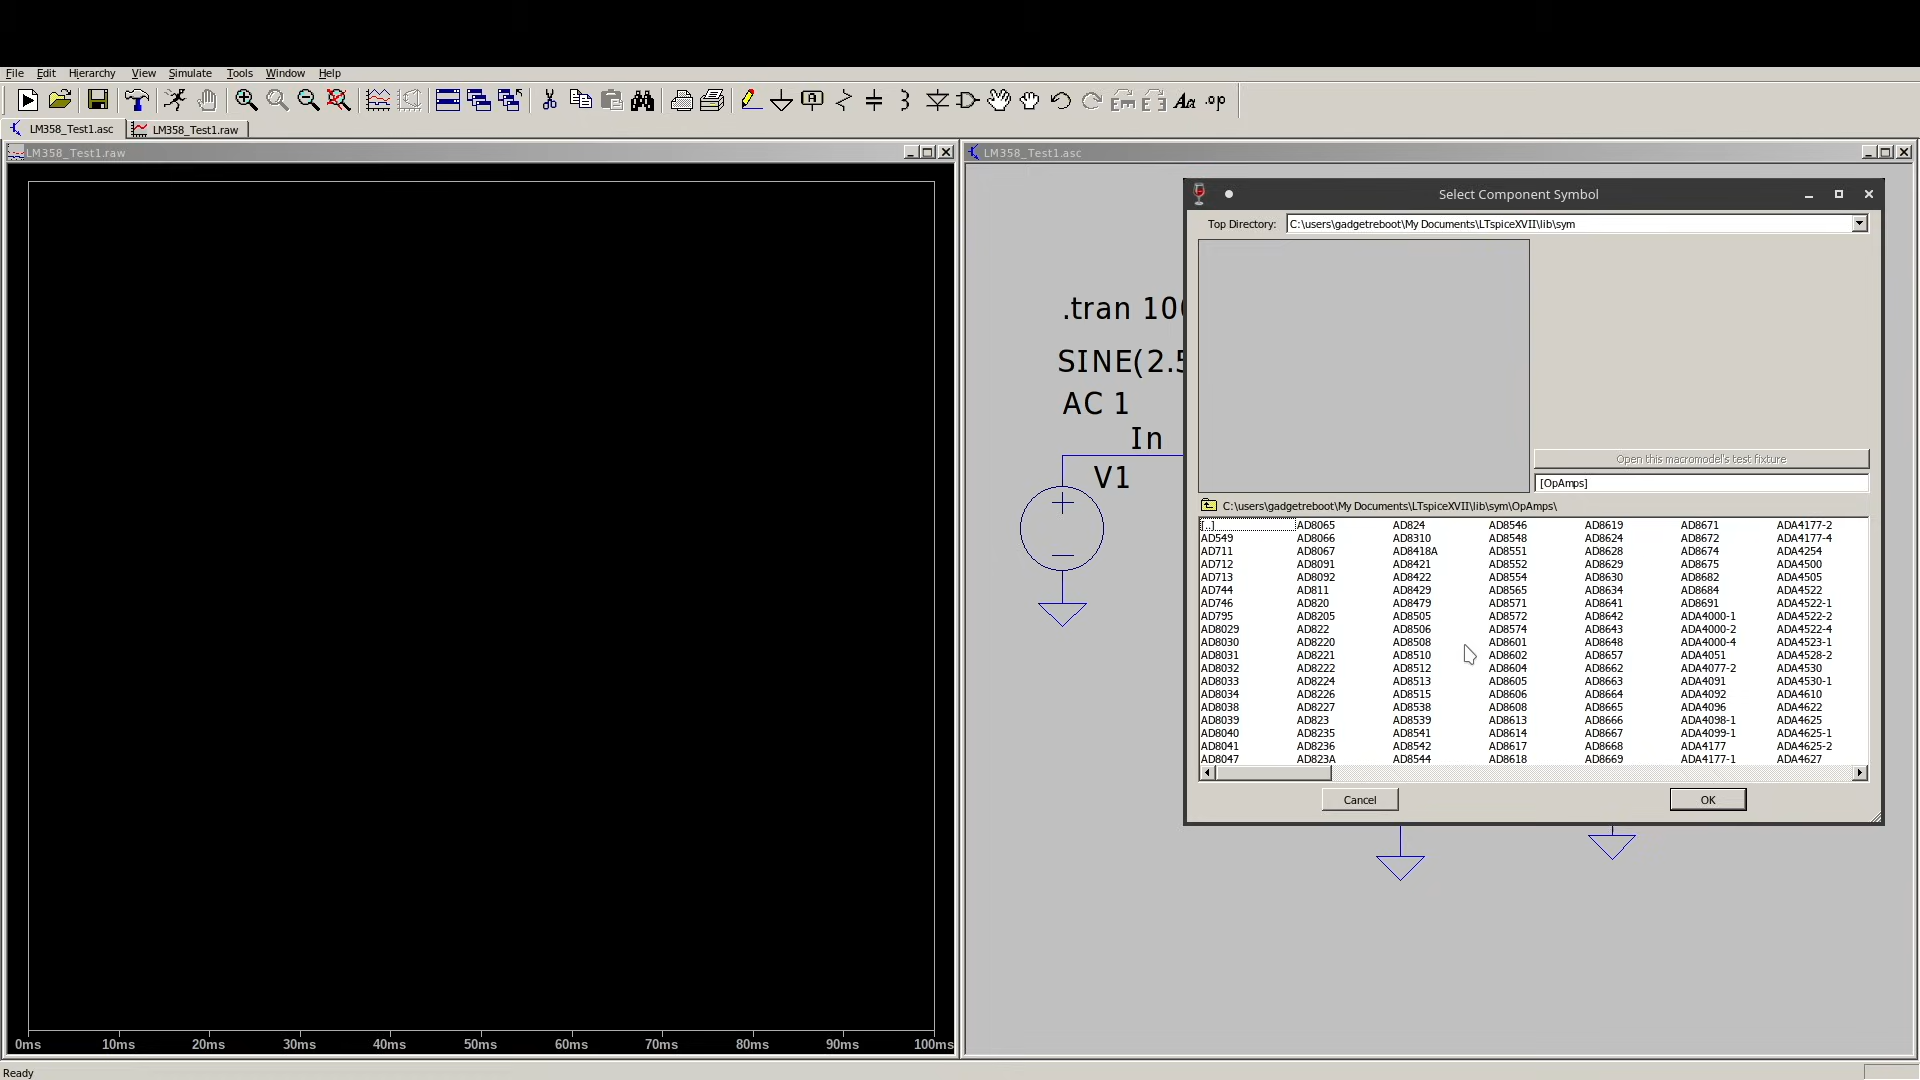 File Edit Hierarchy View Simulate Tools Window Help
LM358_Test1.asc LM358_Test1.raw
LM358_Test1.raw
0ms 10ms 20ms 30ms 40ms 50ms 60ms 70ms 80ms 90ms 100ms
LM358_Test1.asc
.tran 10
SINE(2.5
AC 1
In
V1
Select Component Symbol
Top Directory: C:\users\gadgetreboot\My Documents\LTspiceXVII\lib\sym
Open this macromodel's test fixture
[OpAmps]
C:\users\gadgetreboot\My Documents\LTspiceXVII\lib\sym\OpAmps\
[..] AD8065 AD824 AD8546 AD8619 AD8671 ADA4177-2
AD549 AD8066 AD8310 AD8548 AD8624 AD8672 ADA4177-4
AD711 AD8067 AD8418A AD8551 AD8628 AD8674 ADA4254
AD712 AD8091 AD8421 AD8552 AD8629 AD8675 ADA4500
AD713 AD8092 AD8422 AD8554 AD8630 AD8682 ADA4505
AD744 AD811 AD8429 AD8565 AD8634 AD8684 ADA4522
AD746 AD820 AD8479 AD8571 AD8641 AD8691 ADA4522-1
AD795 AD8205 AD8505 AD8572 AD8642 ADA4000-1 ADA4522-2
AD8029 AD822 AD8506 AD8574 AD8643 ADA4000-2 ADA4522-4
AD8030 AD8220 AD8508 AD8601 AD8648 ADA4000-4 ADA4523-1
AD8031 AD8221 AD8510 AD8602 AD8657 ADA4051 ADA4528-2
AD8032 AD8222 AD8512 AD8604 AD8662 ADA4077-2 ADA4530
AD8033 AD8224 AD8513 AD8605 AD8663 ADA4091 ADA4530-1
AD8034 AD8226 AD8515 AD8606 AD8664 ADA4092 ADA4610
AD8038 AD8227 AD8538 AD8608 AD8665 ADA4096 ADA4622
AD8039 AD823 AD8539 AD8613 AD8666 ADA4098-1 ADA4625
AD8040 AD8235 AD8541 AD8614 AD8667 ADA4099-1 ADA4625-1
AD8041 AD8236 AD8542 AD8617 AD8668 ADA4177 ADA4625-2
AD8047 AD823A AD8544 AD8618 AD8669 ADA4177-1 ADA4627
Cancel OK
Ready